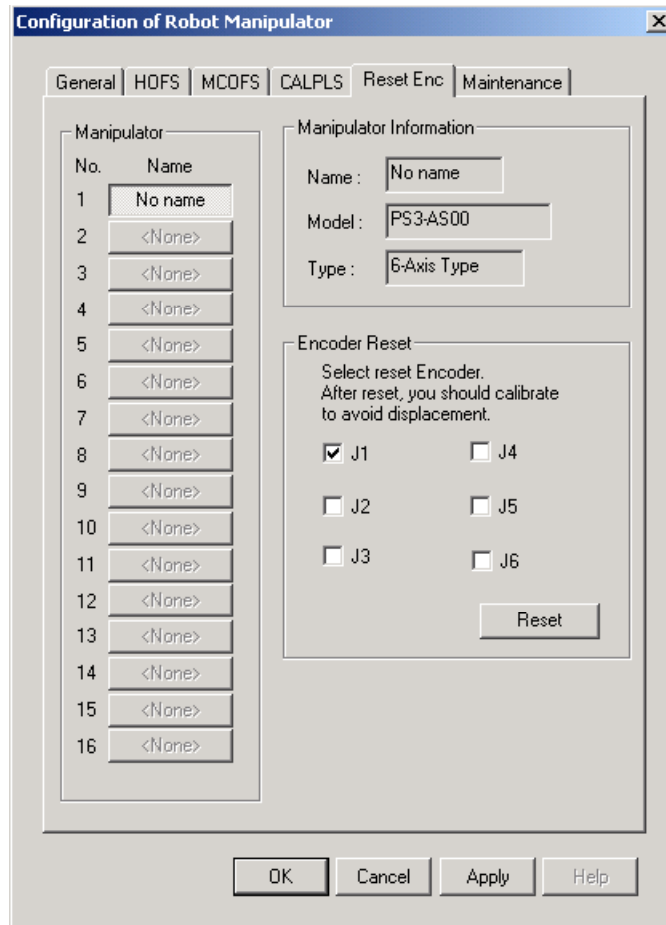 Configuration of Robot Manipulator
General HOFS MCOFS CALPLS Reset Enc Maintenance
Manipulator
No. Name
1 No name
2 <None>
3 <None>
4 <None>
5 <None>
6 <None>
7 <None>
8 <None>
9 <None>
10 <None>
11 <None>
12 <None>
13 <None>
14 <None>
15 <None>
16 <None>
Manipulator Information
Name : No name
Model : PS3-AS00
Type : 6-Axis Type
Encoder Reset
Select reset Encoder.
After reset, you should calibrate
to avoid displacement.
J1 J4
J2 J5
J3 J6
Reset
OK Cancel Apply Help